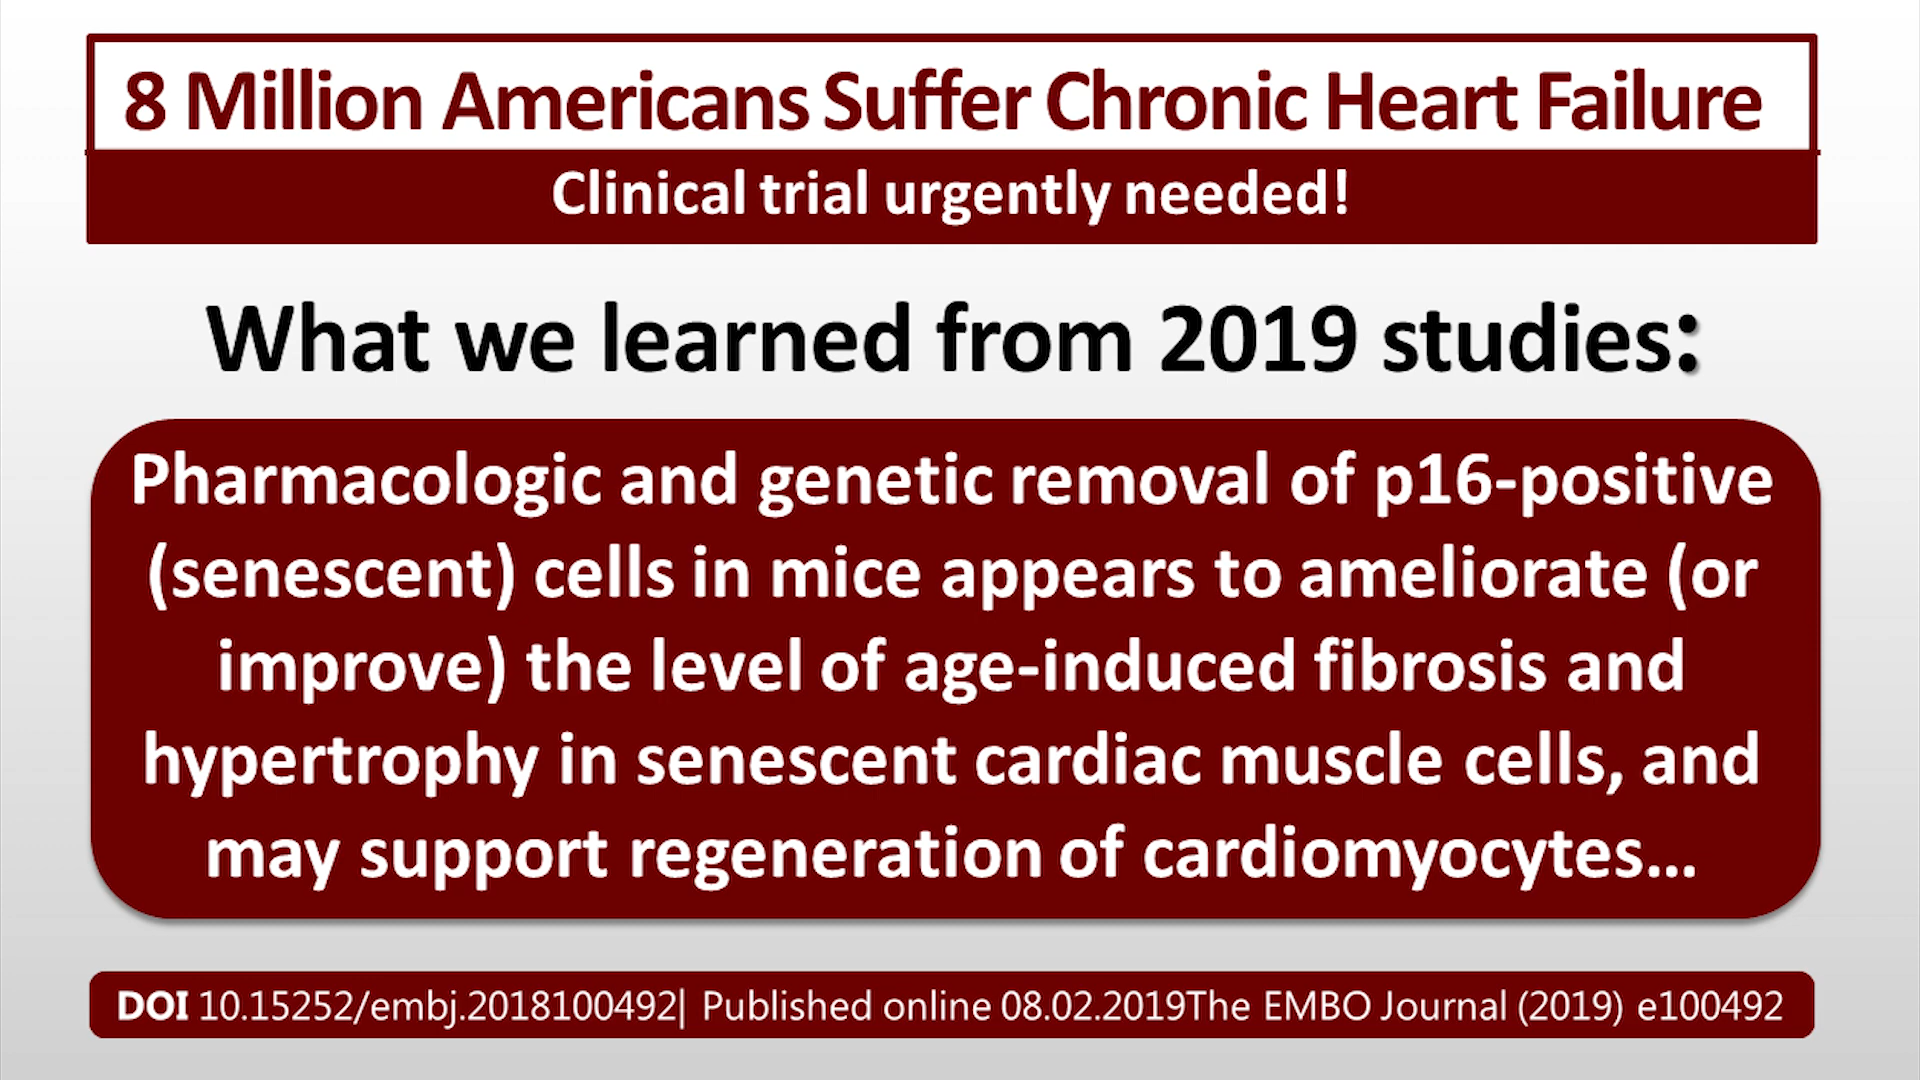 8 Million Americans Suffer Chronic Heart Failure
Clinical trial urgently needed!
What we learned from 2019 studies:
Pharmacologic and genetic removal of p16-positive
(senescent) cells in mice appears to ameliorate (or
improve) the level of age-induced fibrosis and
hypertrophy in senescent cardiac muscle cells, and
may support regeneration of cardiomyocytes...
DOI 10.15252/embj.2018100492| Published online 08.02.2019The EMBO Journal (2019) e100492